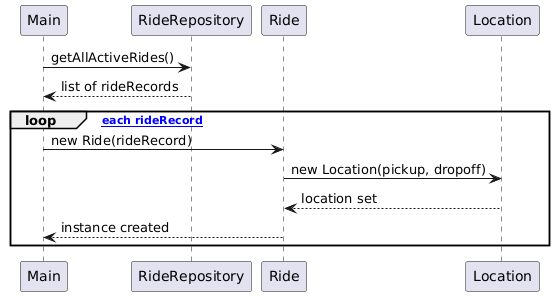 Main RideRepository Ride Location
getAllActiveRides()
list of rideRecords
loop each rideRecord
new Ride(rideRecord)
new Location(pickup, dropoff)
location set
instance created
Main RideRepository Ride Location